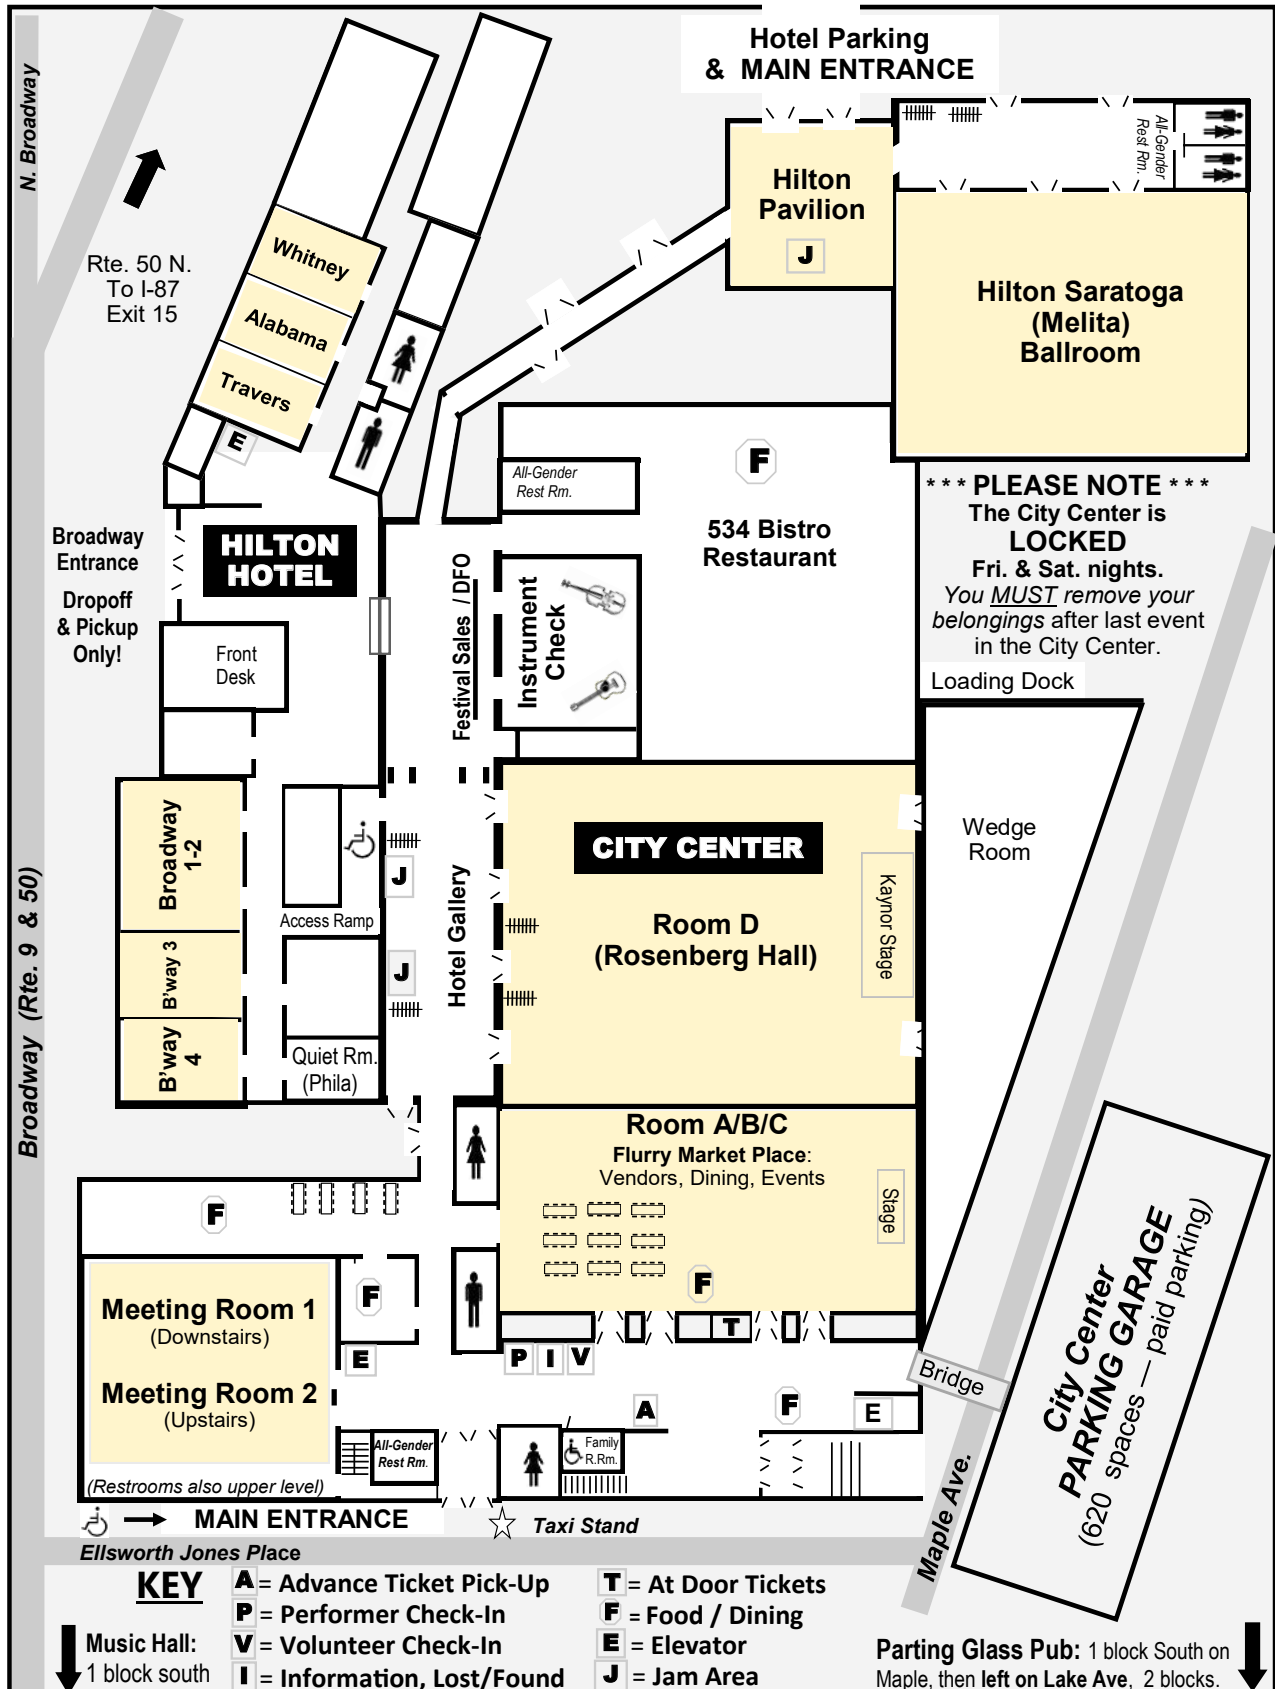 Hotel Parking
& MAIN ENTRANCE
N. Broadway
Rte. 50 N.
To I-87
Exit 15
Whitney
Alabama
Travers
E
Hilton
Pavilion
J
All-Gender
Rest Rm.
Hilton Saratoga
(Melita)
Ballroom
All-Gender
Rest Rm.
F
534 Bistro
Restaurant
*** PLEASE NOTE ***
The City Center is
LOCKED
Fri. & Sat. nights.
You MUST remove your
belongings after last event
in the City Center.
Loading Dock
Broadway
Entrance
Dropoff
& Pickup
Only!
HILTON
HOTEL
Front
Desk
Festival Sales / DFO
Instrument
Check
Broadway
1-2
B'way 3
B'way
4
J
Access Ramp
J
Quiet Rm.
(Phila)
Hotel Gallery
CITY CENTER
Room D
(Rosenberg Hall)
Kaynor Stage
Wedge
Room
Broadway (Rte. 9 & 50)
Room A/B/C
Flurry Market Place:
Vendors, Dining, Events
Stage
F
F
F
Meeting Room 1
(Downstairs)
Meeting Room 2
(Upstairs)
(Restrooms also upper level)
E
P I V
T
A
F
E
Bridge
City Center
PARKING GARAGE
(620 spaces — paid parking)
All-Gender
Rest Rm.
Family
R.Rm.
MAIN ENTRANCE
Taxi Stand
Maple Ave.
Ellsworth Jones Place
KEY
A = Advance Ticket Pick-Up
P = Performer Check-In
V = Volunteer Check-In
I = Information, Lost/Found
T = At Door Tickets
F = Food / Dining
E = Elevator
J = Jam Area
Music Hall:
1 block south
Parting Glass Pub: 1 block South on
Maple, then left on Lake Ave, 2 blocks.